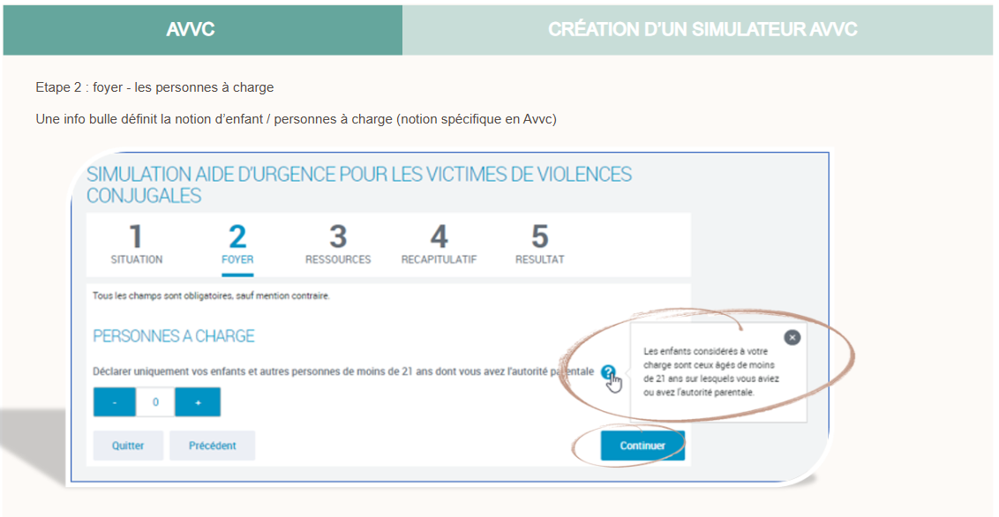 AVVC
CRÉATION D'UN SIMULATEUR AVVC
Etape 2 : foyer - les personnes à charge
Une info bulle définit la notion d'enfant / personnes à charge (notion spécifique en Avvc)
SIMULATION AIDE D'URGENCE POUR LES VICTIMES DE VIOLENCES
CONJUGALES
1
SITUATION
2
FOYER
3
RESSOURCES
4
RECAPITULATIF
5
RESULTAT
Tous les champs sont obligatoires, sauf mention contraire.
PERSONNES A CHARGE
Déclarer uniquement vos enfants et autres personnes de moins de 21 ans dont vous avez l'autorité parentale
?
Les enfants considérés à votre
charge sont ceux âgés de moins
de 21 ans sur lesquels vous aviez
ou avez l'autorité parentale.
- 0 +
Quitter
Précédent
Continuer